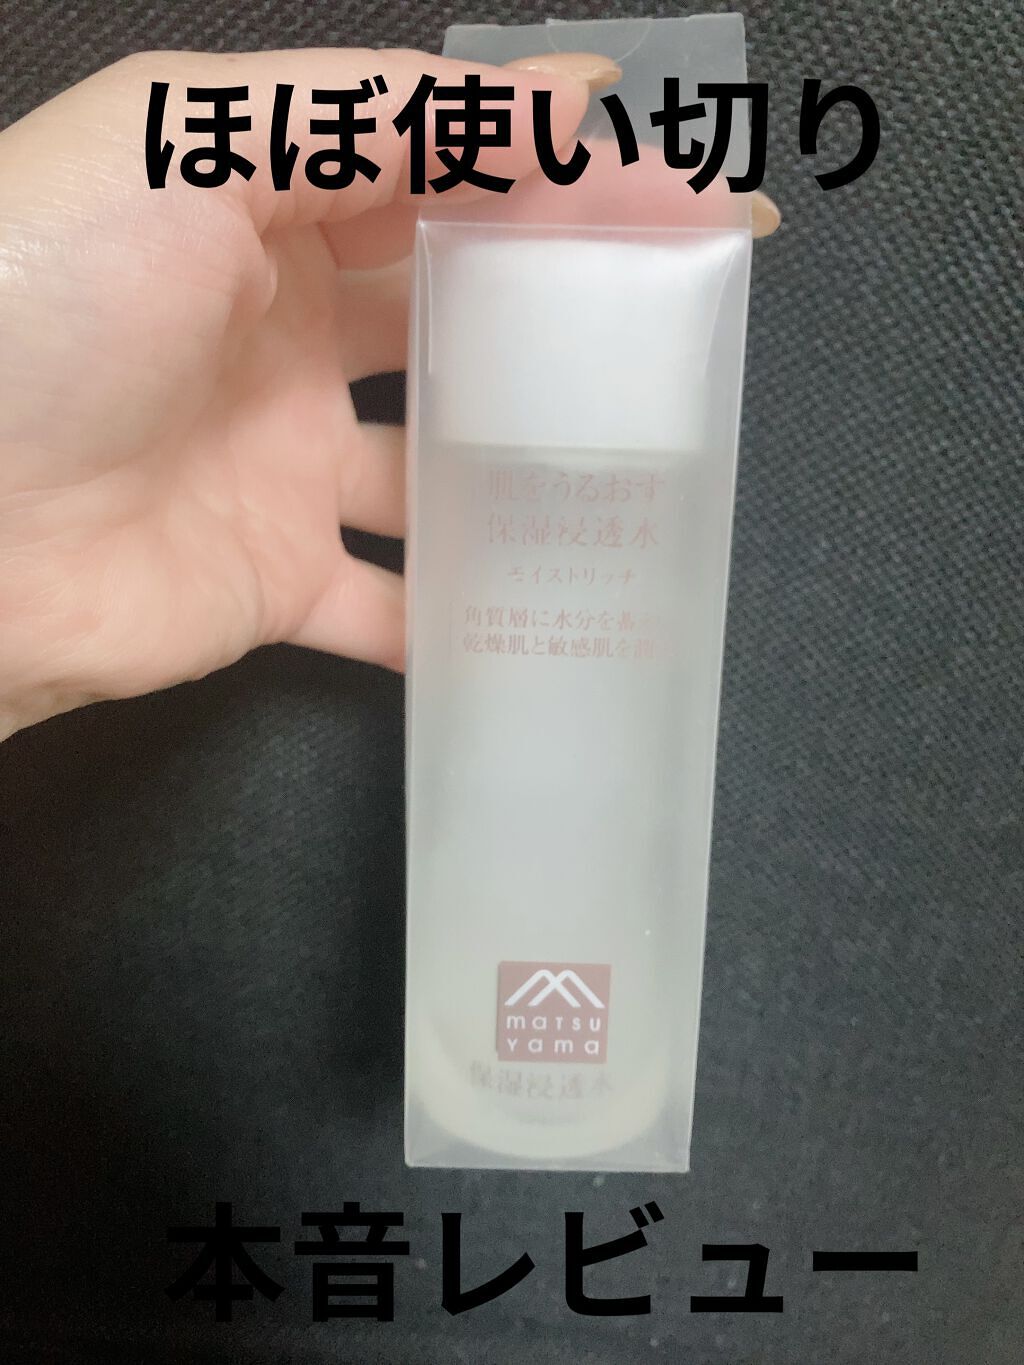 ほぼ使い切り
肌をうるおす
保湿浸透水
モイストリッチ
角質層に水分を蓄え
乾燥肌と敏感肌を潤す
matsu
yama
保湿浸透水
本音レビュー